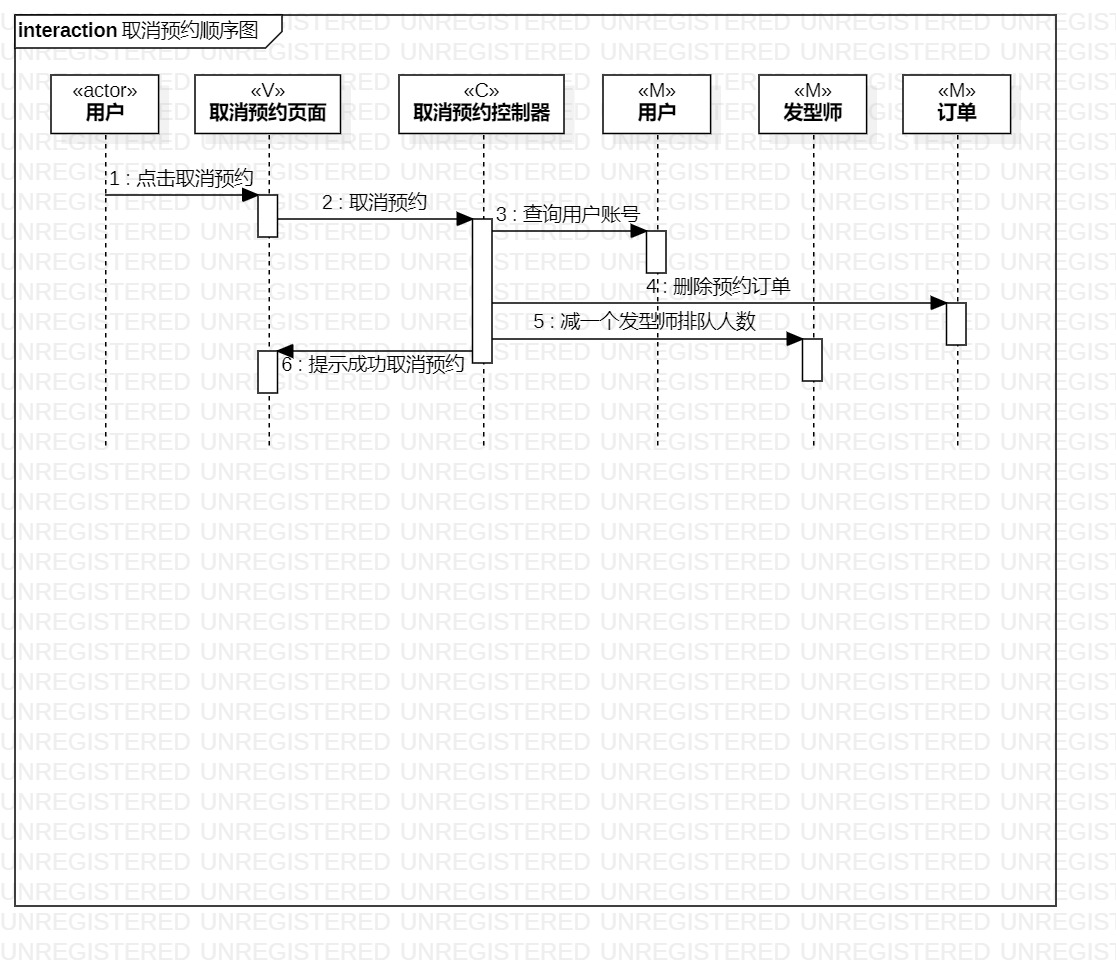 interaction 取消预约顺序图
«actor»
用户
«V»
取消预约页面
«C»
取消预约控制器
«M»
用户
«M»
发型师
«M»
订单
1 : 点击取消预约
2 : 取消预约
3 : 查询用户账号
4 : 删除预约订单
5 : 减一个发型师排队人数
6 : 提示成功取消预约
UNREGISTERED UNREGISTERED UNREGISTERED UNREGISTERED UNREGISTERED UNREGISTERED